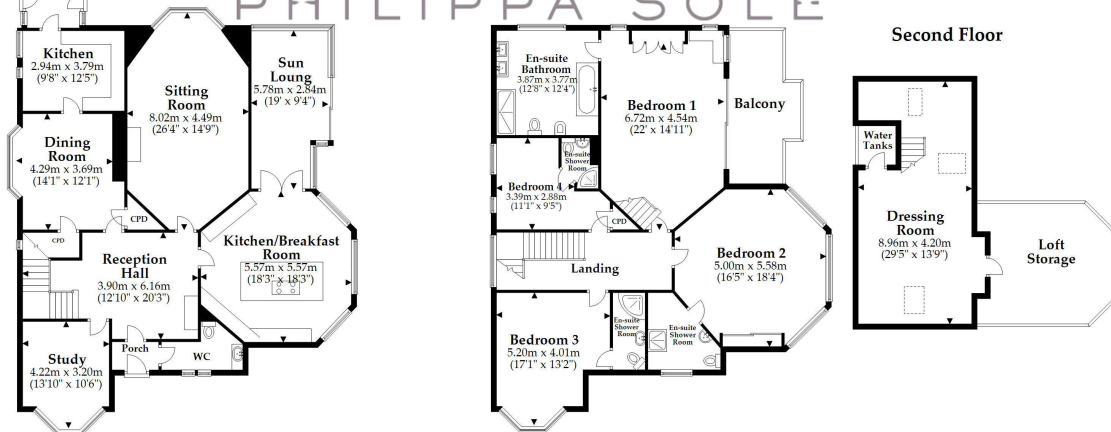 PHILIPPA SOLE
Kitchen
2.94m x 3.79m
(9'8" x 12'5")
Sitting
Room
8.02m x 4.49m
(26'4" x 14'9")
Sun
Loung
5.78m x 2.84m
(19' x 9'4")
Dining
Room
4.29m x 3.69m
(14'1" x 12'1")
CPD
CPD
Reception
Hall
3.90m x 6.16m
(12'10" x 20'3")
Kitchen/Breakfast
Room
5.57m x 5.57m
(18'3" x 18'3")
Study
4.22m x 3.20m
(13'10" x 10'6")
Porch
WC
En-suite
Bathroom
3.87m x 3.77m
(12'8" x 12'4")
Bedroom 1
6.72m x 4.54m
(22' x 14'11")
Balcony
En-suite
Shower
Room
Bedroom 4
3.39m x 2.88m
(11'1" x 9'5")
CPD
Landing
Bedroom 2
5.00m x 5.58m
(16'5" x 18'4")
Bedroom 3
5.20m x 4.01m
(17'1" x 13'2")
En-suite
Shower
Room
En-suite
Shower
Room
Second Floor
Water
Tanks
Dressing
Room
8.96m x 4.20m
(29'5" x 13'9")
Loft
Storage